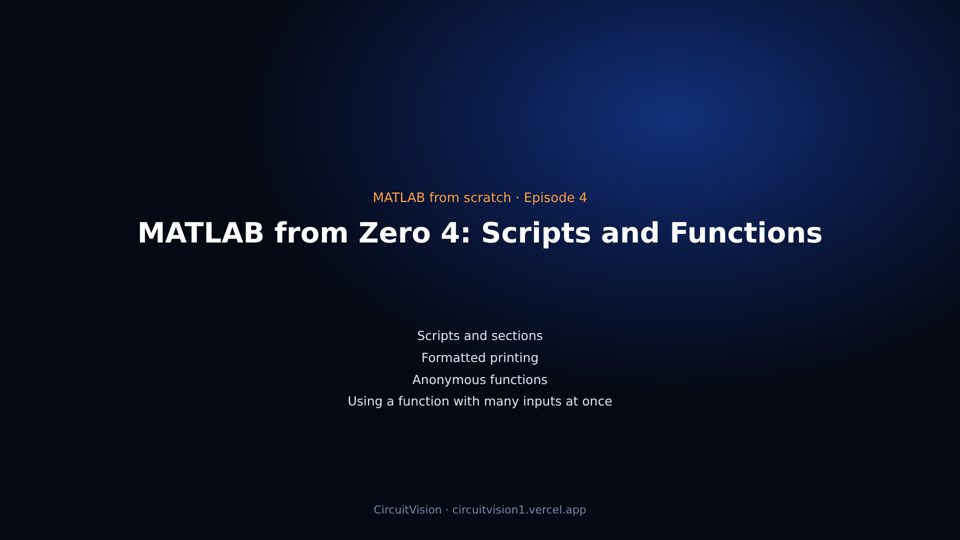 MATLAB from scratch · Episode 4
MATLAB from Zero 4: Scripts and Functions
Scripts and sections
Formatted printing
Anonymous functions
Using a function with many inputs at once
CircuitVision · circuitvision1.vercel.app